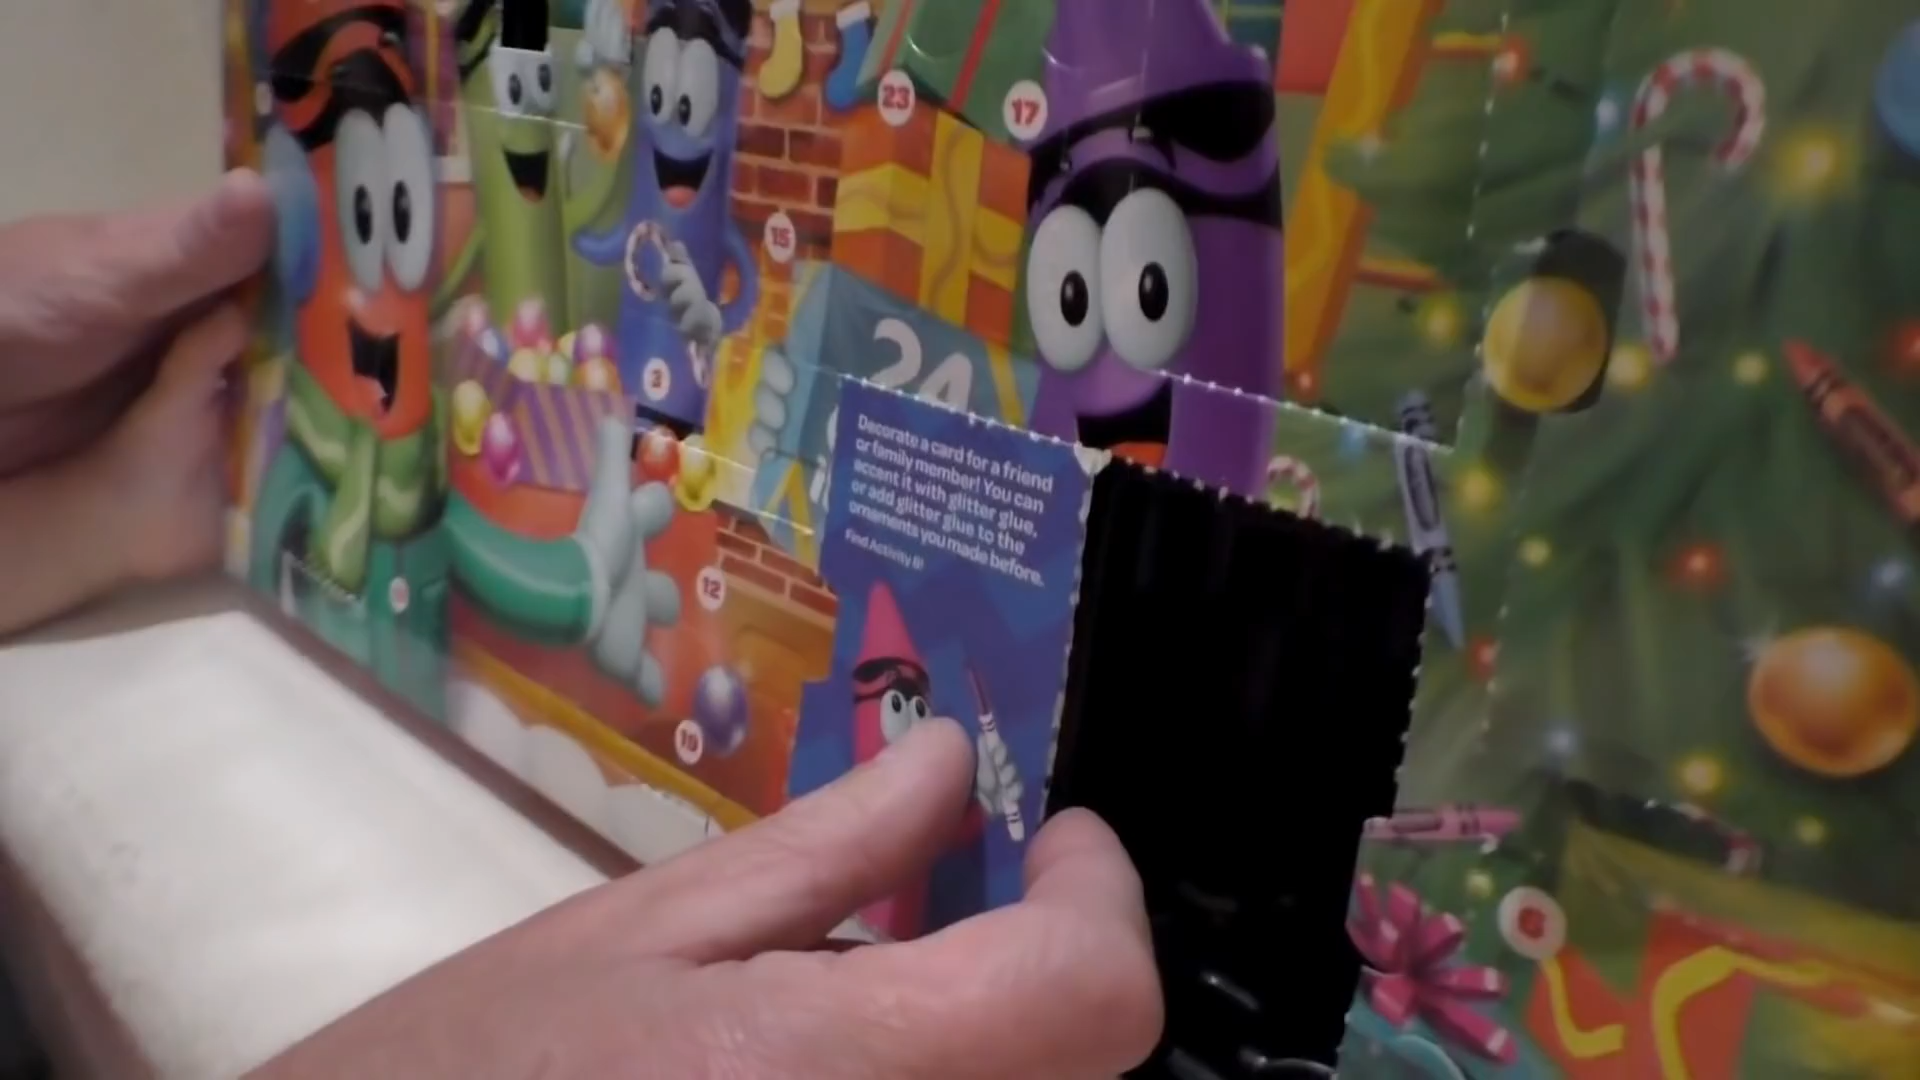 23
17
15
24
3
Decorate a card for a friend
or family member! You can
accent it with glitter glue,
or add glitter glue to the
ornaments you made before.
Find Activity 8!
12
19